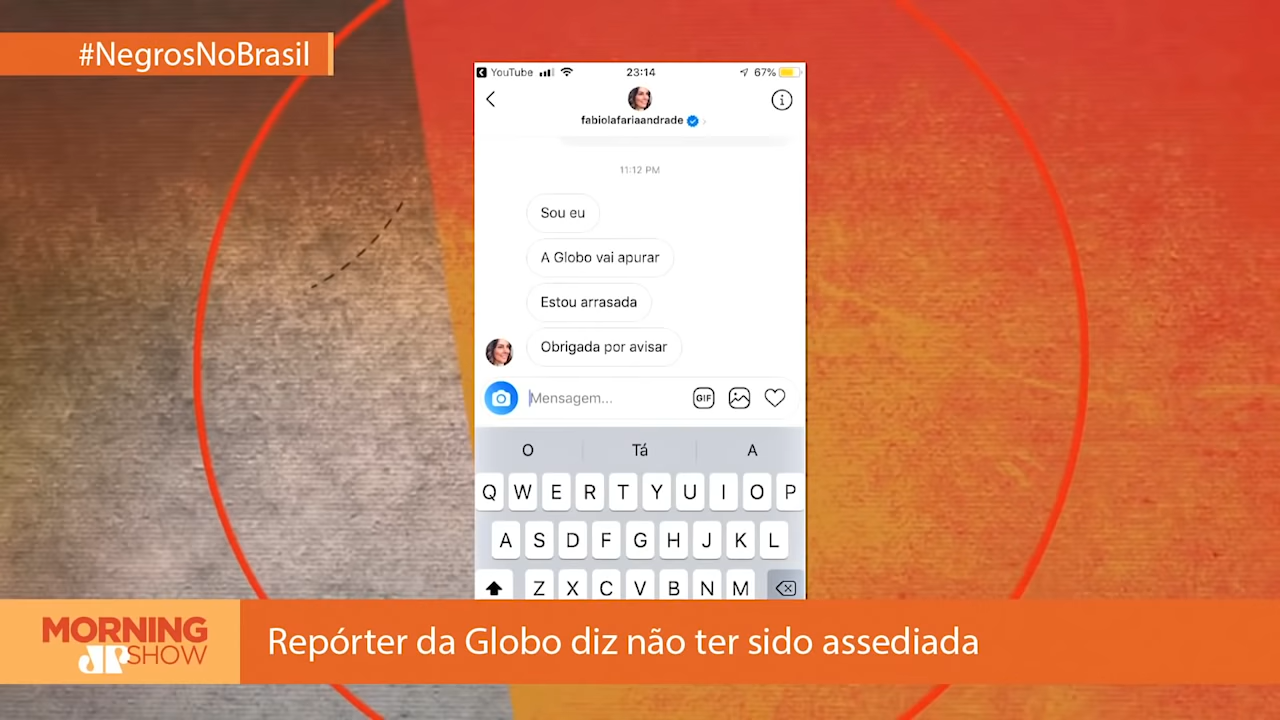 #NegrosNoBrasil
YouTube 23:14 67%
fabiolafariaandrade
11:12 PM
Sou eu
A Globo vai apurar
Estou arrasada
Obrigada por avisar
Mensagem... GIF
O Tá A
Q W E R T Y U I O P
A S D F G H J K L
Z X C V B N M
MORNING
JP SHOW
Repórter da Globo diz não ter sido assediada